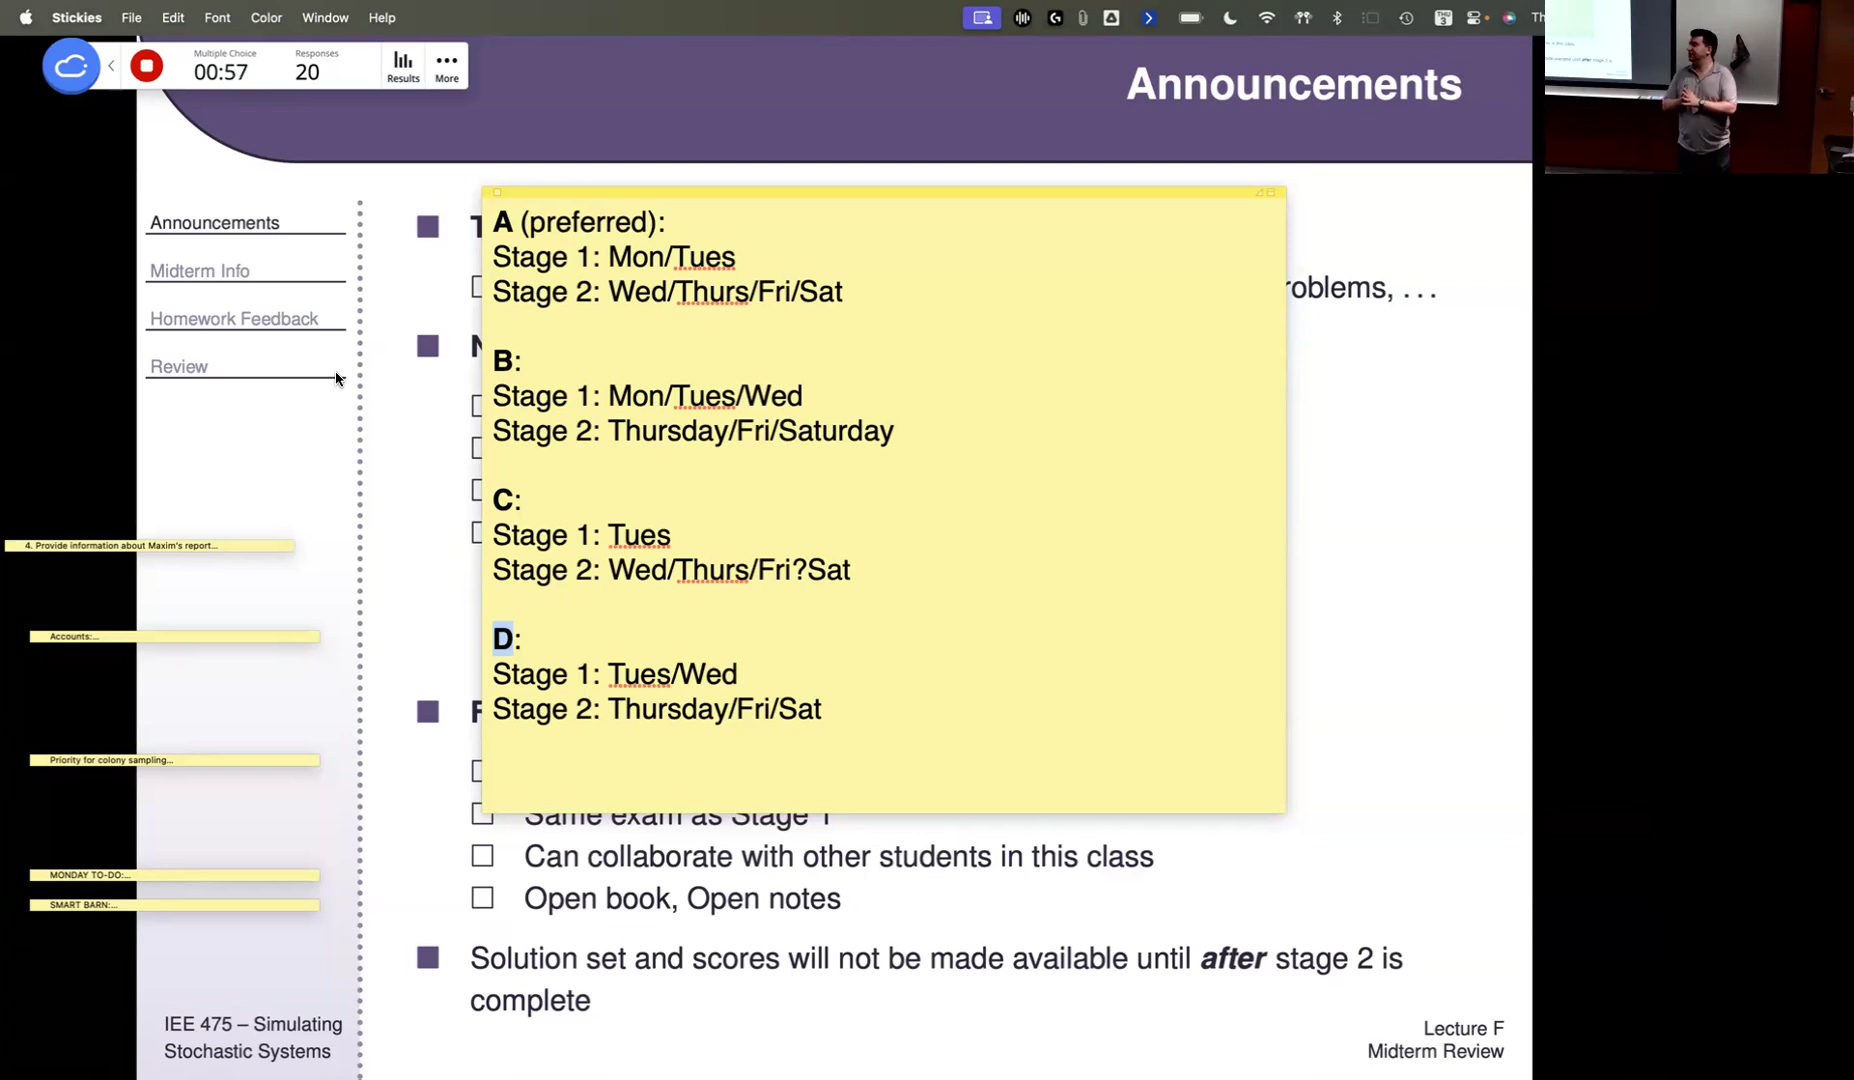 Stickies File Edit Font Color Window Help
THU
3
Th
Multiple Choice
00:57
Responses
20
Results
More
Announcements
Announcements
Midterm Info
Homework Feedback
Review
A (preferred):
Stage 1: Mon/Tues
Stage 2: Wed/Thurs/Fri/Sat
B:
Stage 1: Mon/Tues/Wed
Stage 2: Thursday/Fri/Saturday
C:
Stage 1: Tues
Stage 2: Wed/Thurs/Fri?Sat
D:
Stage 1: Tues/Wed
Stage 2: Thursday/Fri/Sat
roblems, ...
4. Provide information about Maxim's report...
Accounts:...
Priority for colony sampling...
MONDAY TO-DO:...
SMART BARN:...
Same exam as Stage 1
Can collaborate with other students in this class
Open book, Open notes
Solution set and scores will not be made available until after stage 2 is
complete
IEE 475 – Simulating
Stochastic Systems
Lecture F
Midterm Review